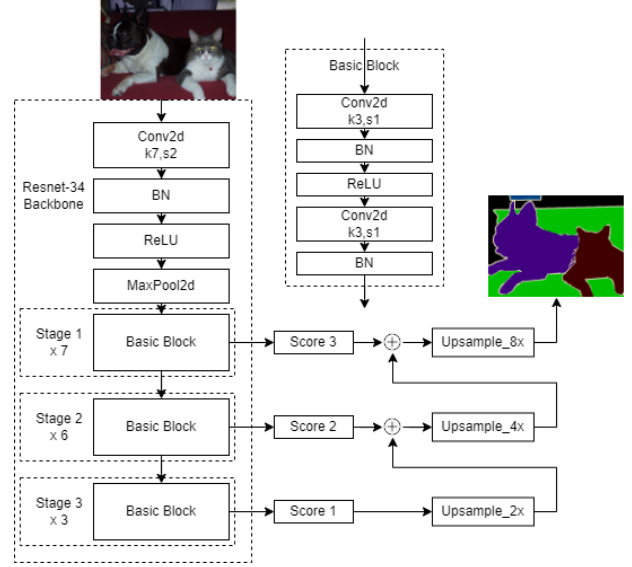 Resnet-34
Backbone
Conv2d
k7,s2
BN
ReLU
MaxPool2d
Stage 1
x 7
Basic Block
Stage 2
x 6
Basic Block
Stage 3
x 3
Basic Block
Basic Block
Conv2d
k3,s1
BN
ReLU
Conv2d
k3,s1
BN
Score 3
Upsample_8x
Score 2
Upsample_4x
Score 1
Upsample_2x